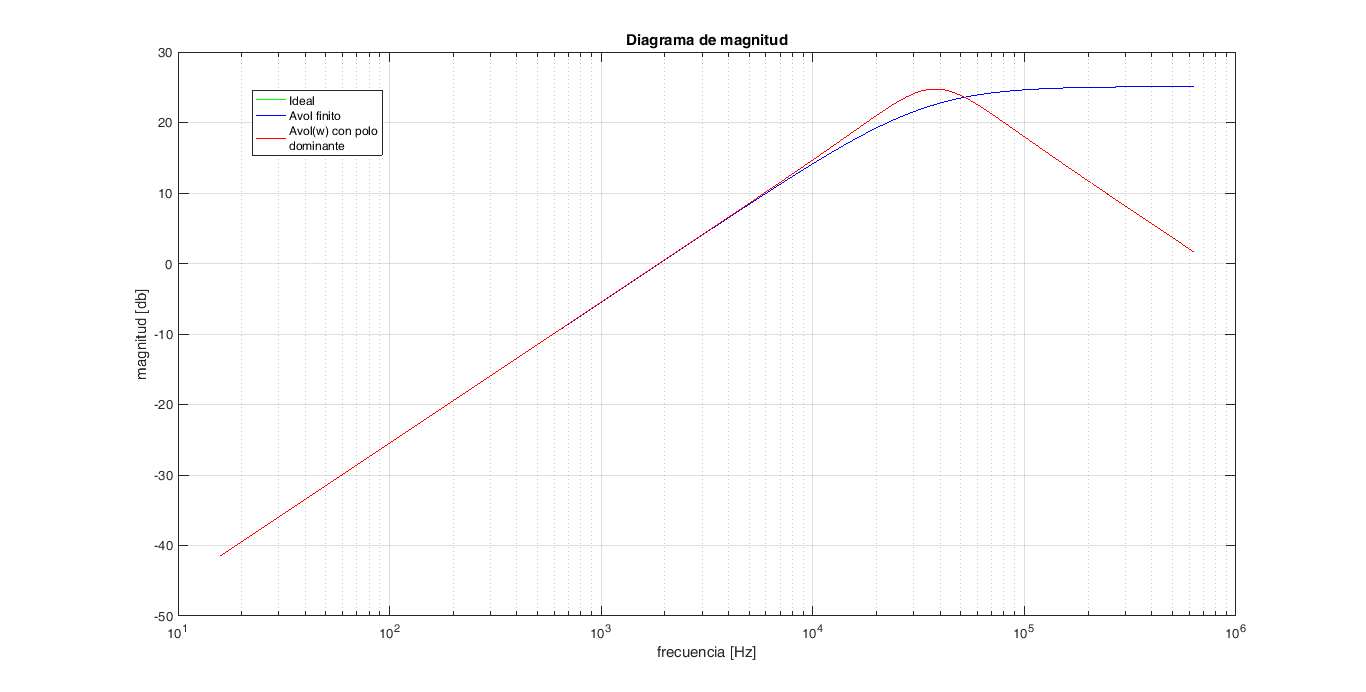 Diagrama de magnitud
30
20
10
0
-10
-20
-30
-40
-50
magnitud [db]
Ideal
Avol finito
Avol(w) con polo
dominante
10^1
10^2
10^3
10^4
10^5
10^6
frecuencia [Hz]